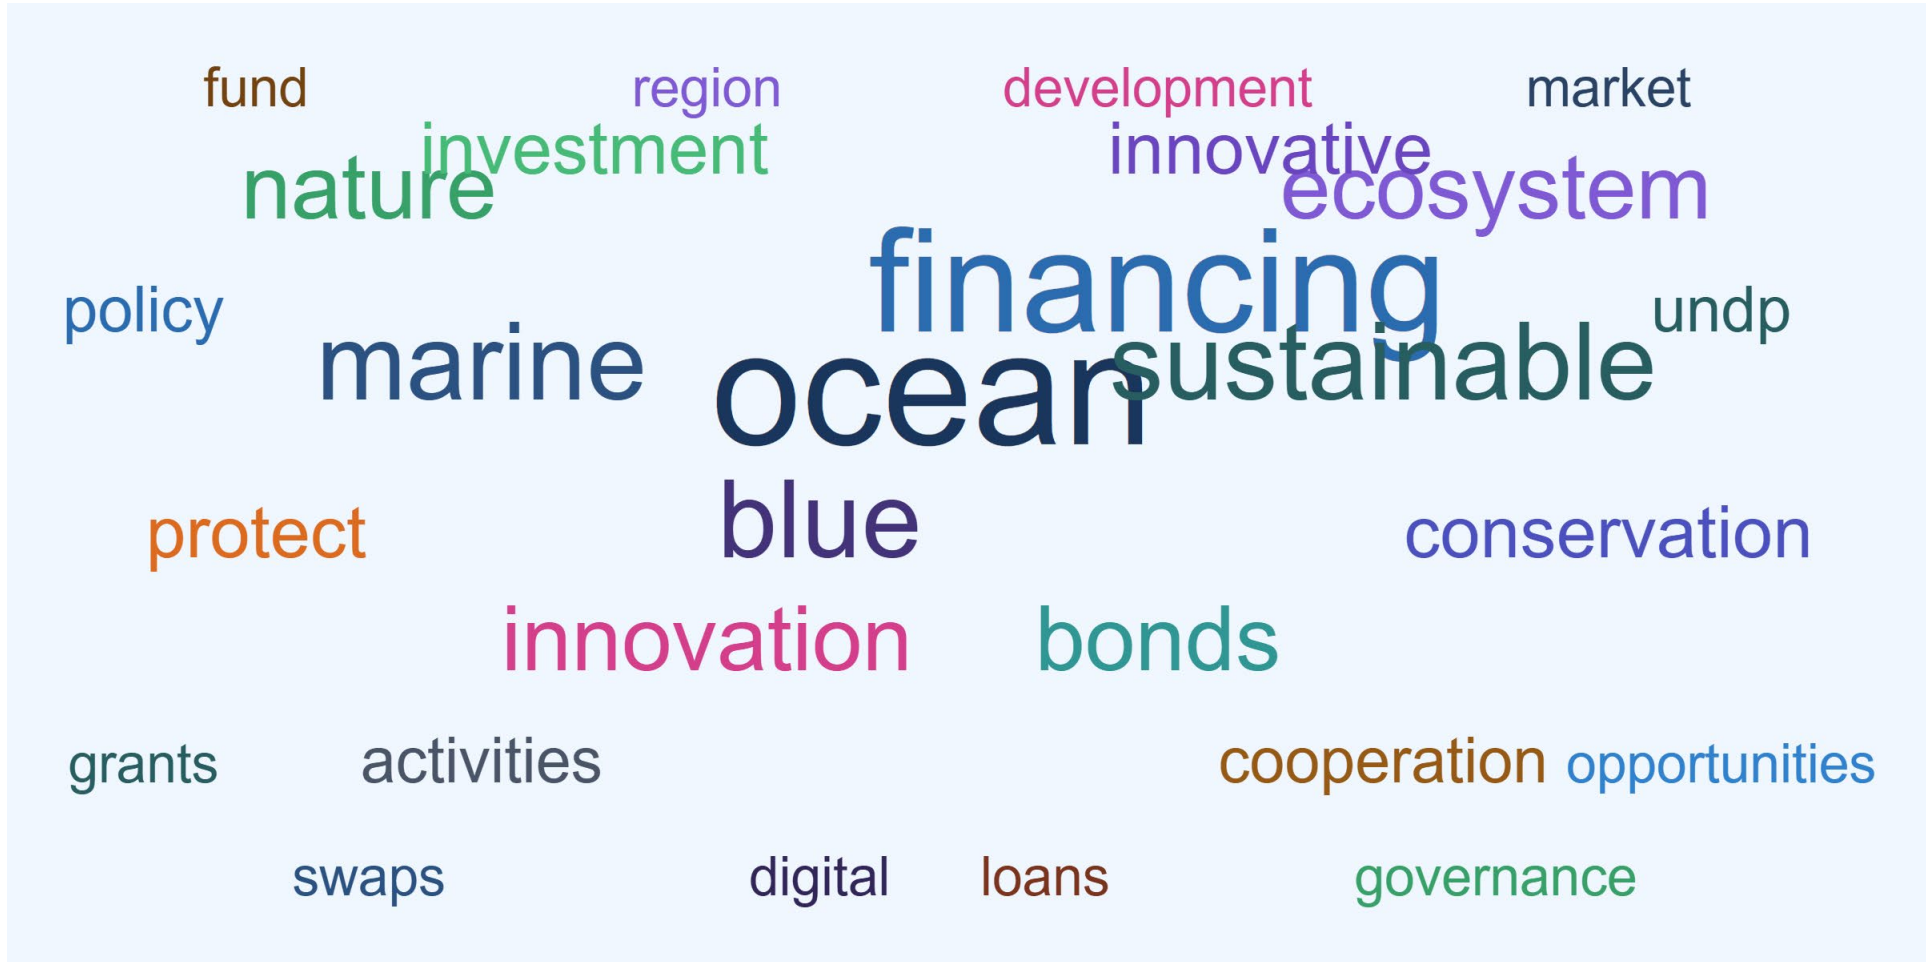 fund region development market
investment innovative
nature ecosystem
financing
policy undp
marine sustainable
ocean
blue
protect conservation
innovation bonds
grants activities cooperation opportunities
swaps digital loans governance